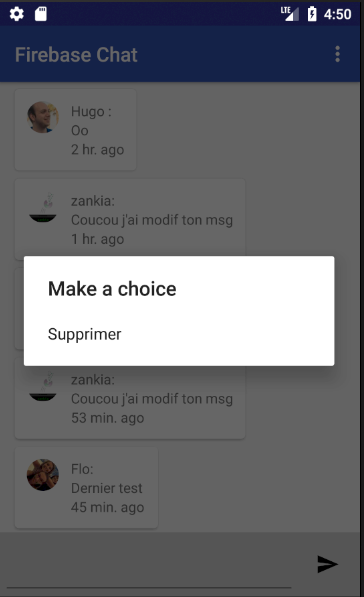 LTE 4:50
Firebase Chat
Hugo :
Oo
2 hr. ago
zankia:
Coucou j'ai modif ton msg
1 hr. ago
Make a choice
Supprimer
zankia:
Coucou j'ai modif ton msg
53 min. ago
Flo:
Dernier test
45 min. ago